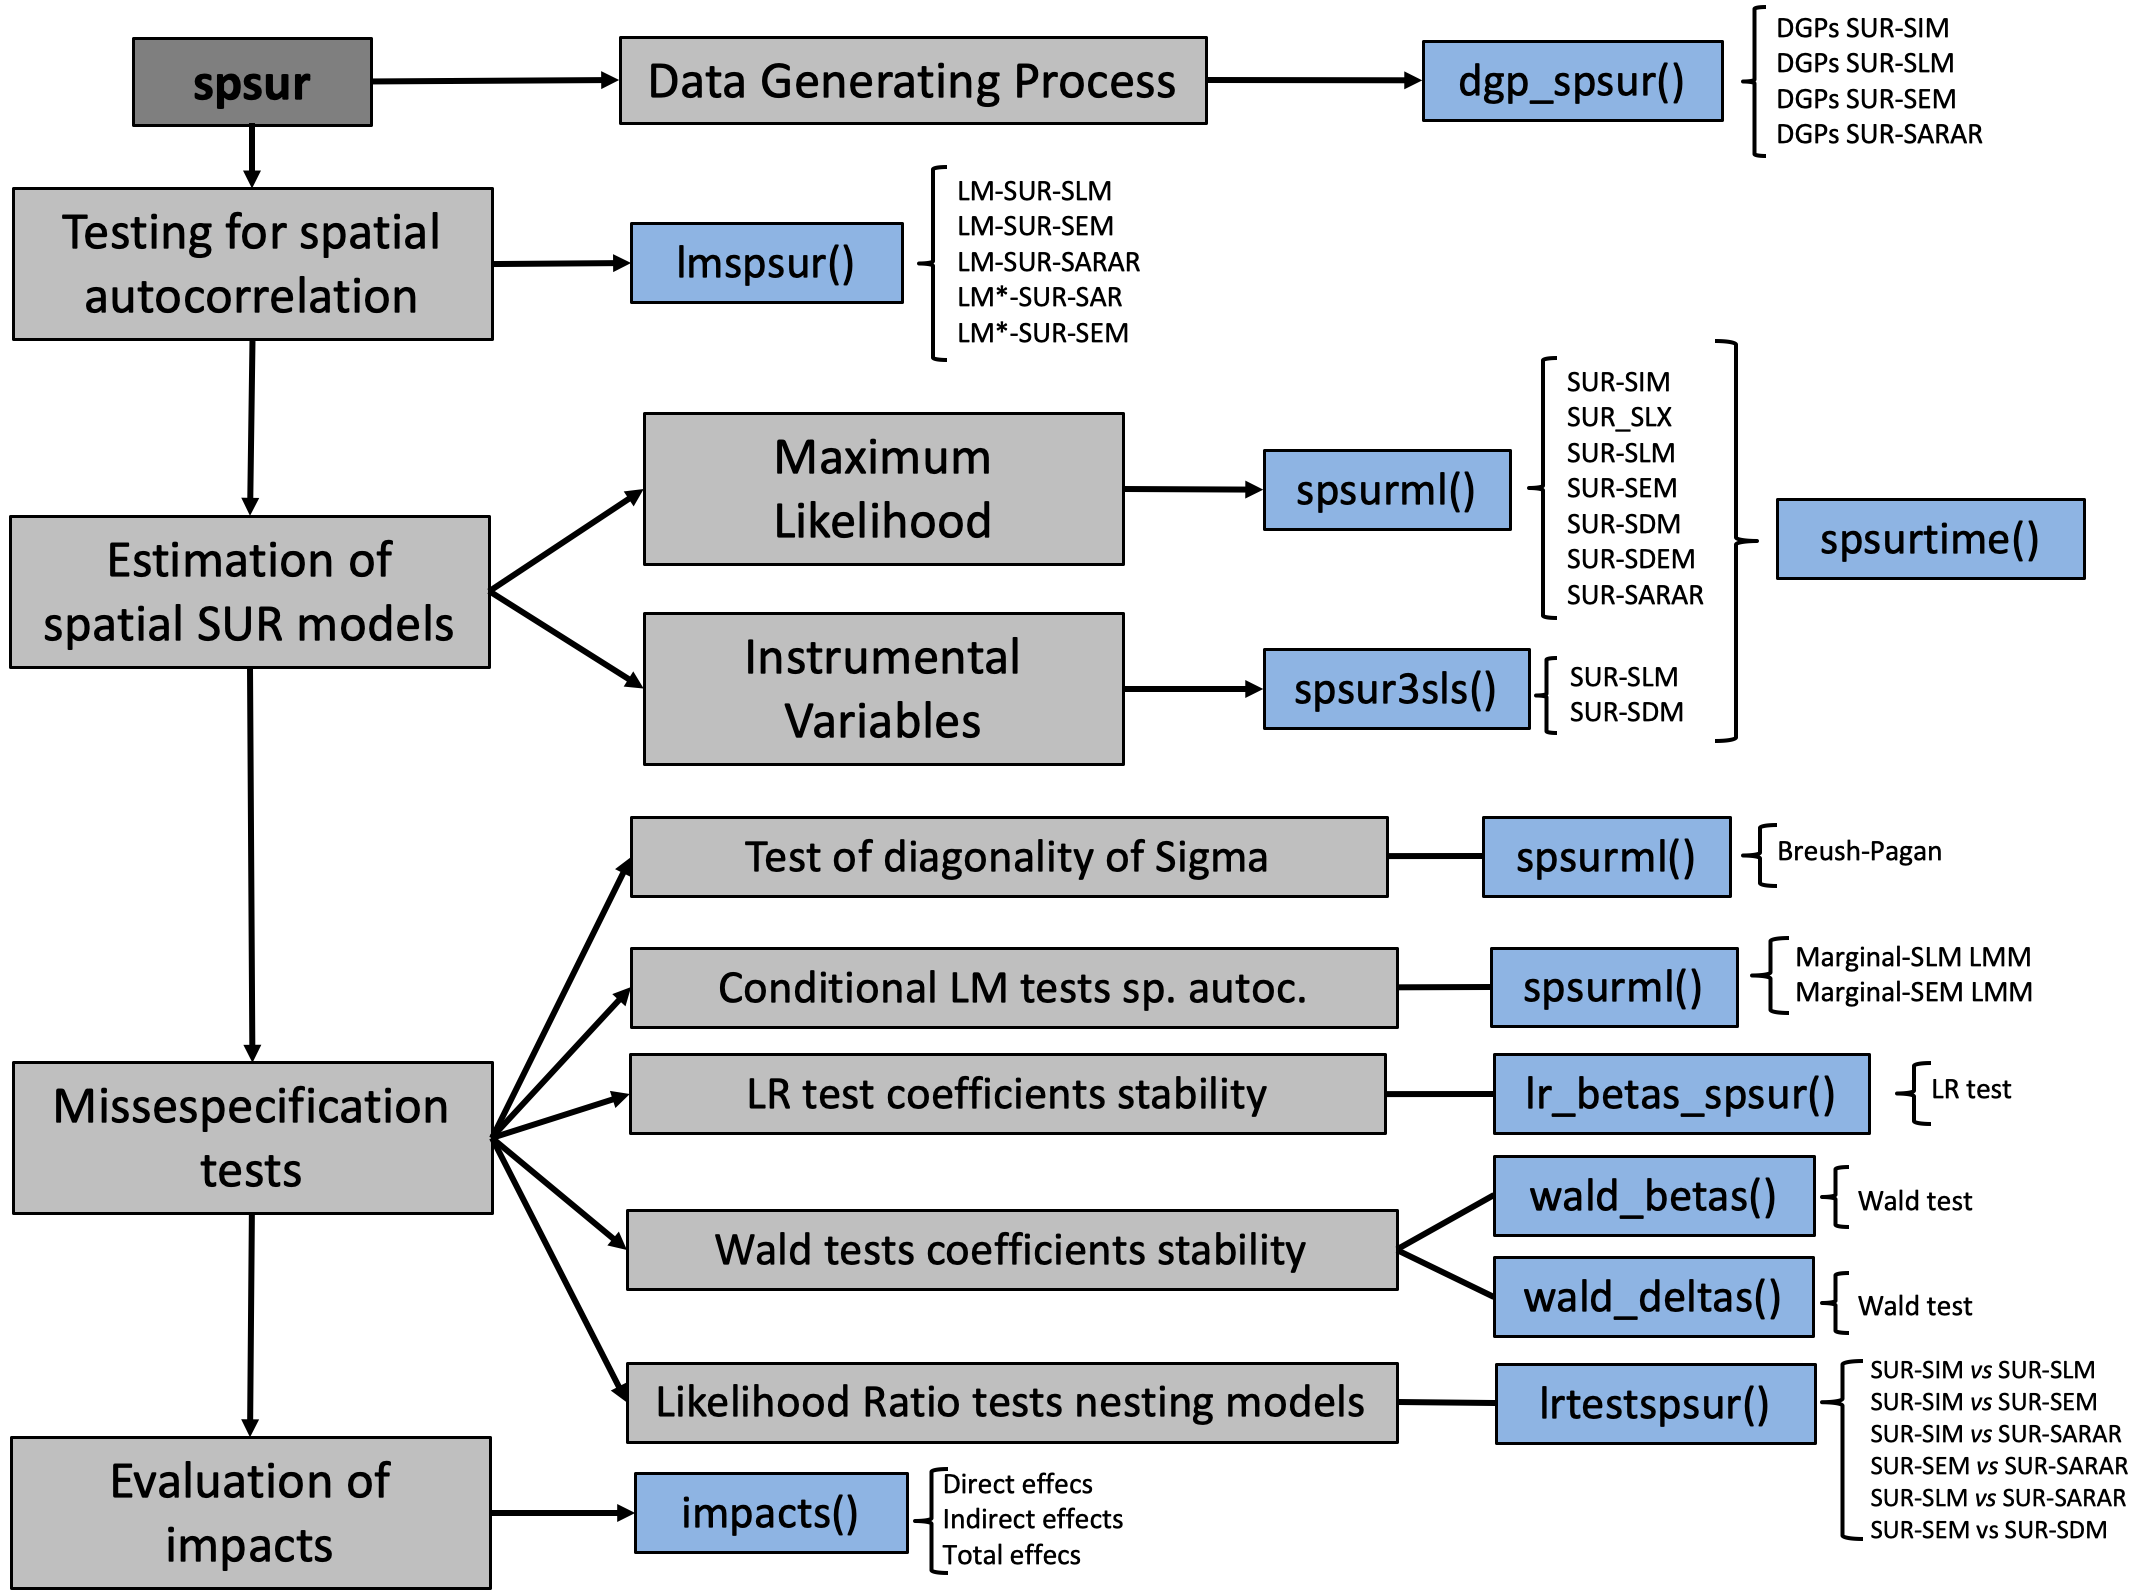 spsur
Data Generating Process
dgp_spsur()
DGPs SUR-SIM
DGPs SUR-SLM
DGPs SUR-SEM
DGPs SUR-SARAR
Testing for spatial
autocorrelation
lmspsur()
LM-SUR-SLM
LM-SUR-SEM
LM-SUR-SARAR
LM*-SUR-SAR
LM*-SUR-SEM
Estimation of
spatial SUR models
Maximum
Likelihood
spsurml()
SUR-SIM
SUR_SLX
SUR-SLM
SUR-SEM
SUR-SDM
SUR-SDEM
SUR-SARAR
Instrumental
Variables
spsur3sls()
SUR-SLM
SUR-SDM
spsurtime()
Missespecification
tests
Test of diagonality of Sigma
spsurml()
Breush-Pagan
Conditional LM tests sp. autoc.
spsurml()
Marginal-SLM LMM
Marginal-SEM LMM
LR test coefficients stability
lr_betas_spsur()
LR test
Wald tests coefficients stability
wald_betas()
Wald test
wald_deltas()
Wald test
Likelihood Ratio tests nesting models
lrtestspsur()
SUR-SIM vs SUR-SLM
SUR-SIM vs SUR-SEM
SUR-SIM vs SUR-SARAR
SUR-SEM vs SUR-SARAR
SUR-SLM vs SUR-SARAR
SUR-SEM vs SUR-SDM
Evaluation of
impacts
impacts()
Direct effecs
Indirect effects
Total effecs